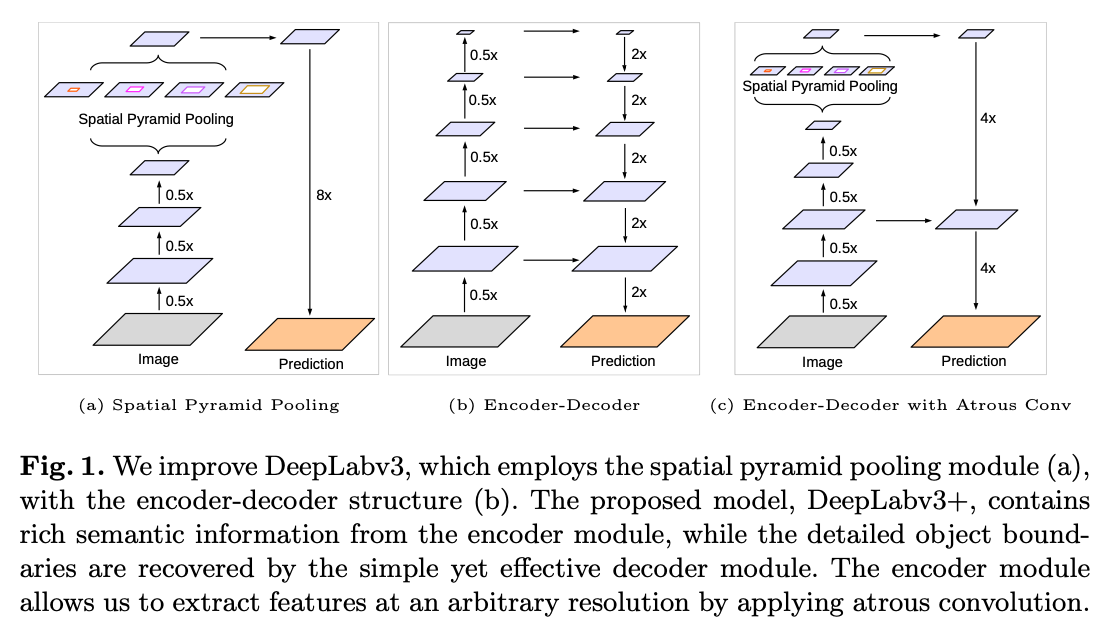 Spatial Pyramid Pooling
0.5x
0.5x
0.5x
8x
Image
Prediction
0.5x
2x
0.5x
2x
0.5x
2x
0.5x
2x
0.5x
2x
Image
Prediction
Spatial Pyramid Pooling
0.5x
4x
0.5x
0.5x
4x
0.5x
Image
Prediction
(a) Spatial Pyramid Pooling
(b) Encoder-Decoder
(c) Encoder-Decoder with Atrous Conv
Fig. 1. We improve DeepLabv3, which employs the spatial pyramid pooling module (a),
with the encoder-decoder structure (b). The proposed model, DeepLabv3+, contains
rich semantic information from the encoder module, while the detailed object bound-
aries are recovered by the simple yet effective decoder module. The encoder module
allows us to extract features at an arbitrary resolution by applying atrous convolution.